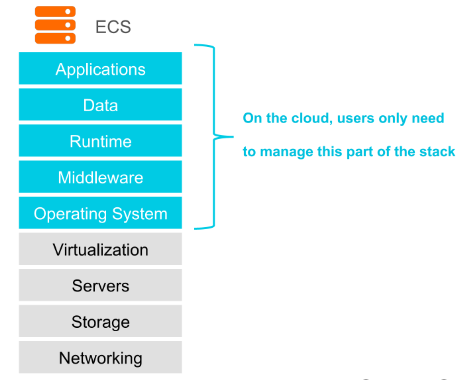 ECS
Applications
Data
Runtime
Middleware
Operating System
Virtualization
Servers
Storage
Networking
On the cloud, users only need
to manage this part of the stack